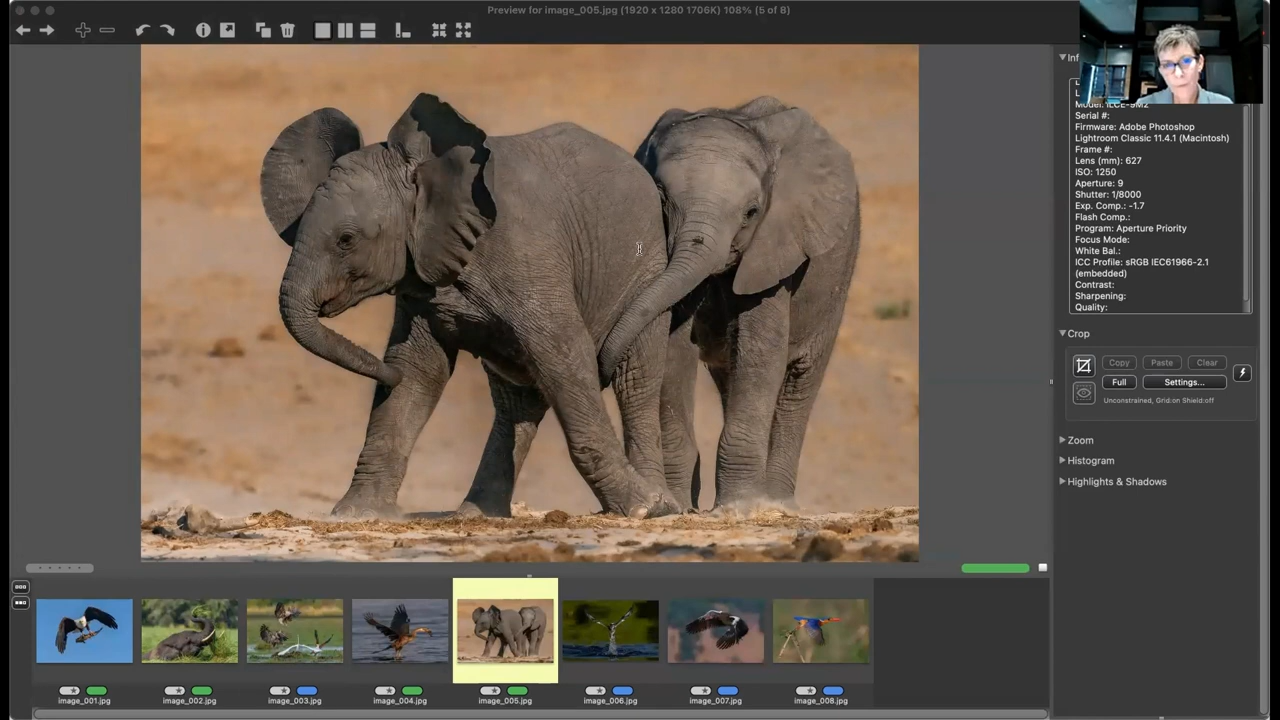 Preview for image_005.jpg (1920 x 1280 1706K) 108% (5 of 8)
Inf
Model: ILCE-9M2
Serial #:
Firmware: Adobe Photoshop
Lightroom Classic 11.4.1 (Macintosh)
Frame #:
Lens (mm): 627
ISO: 1250
Aperture: 9
Shutter: 1/8000
Exp. Comp.: -1.7
Flash Comp.:
Program: Aperture Priority
Focus Mode:
White Bal.:
ICC Profile: sRGB IEC61966-2.1
(embedded)
Contrast:
Sharpening:
Quality:
Crop
Copy Paste Clear
Full Settings...
Unconstrained, Grid:on Shield:off
Zoom
Histogram
Highlights & Shadows
image_001.jpg image_002.jpg image_003.jpg image_004.jpg image_005.jpg image_006.jpg image_007.jpg image_008.jpg